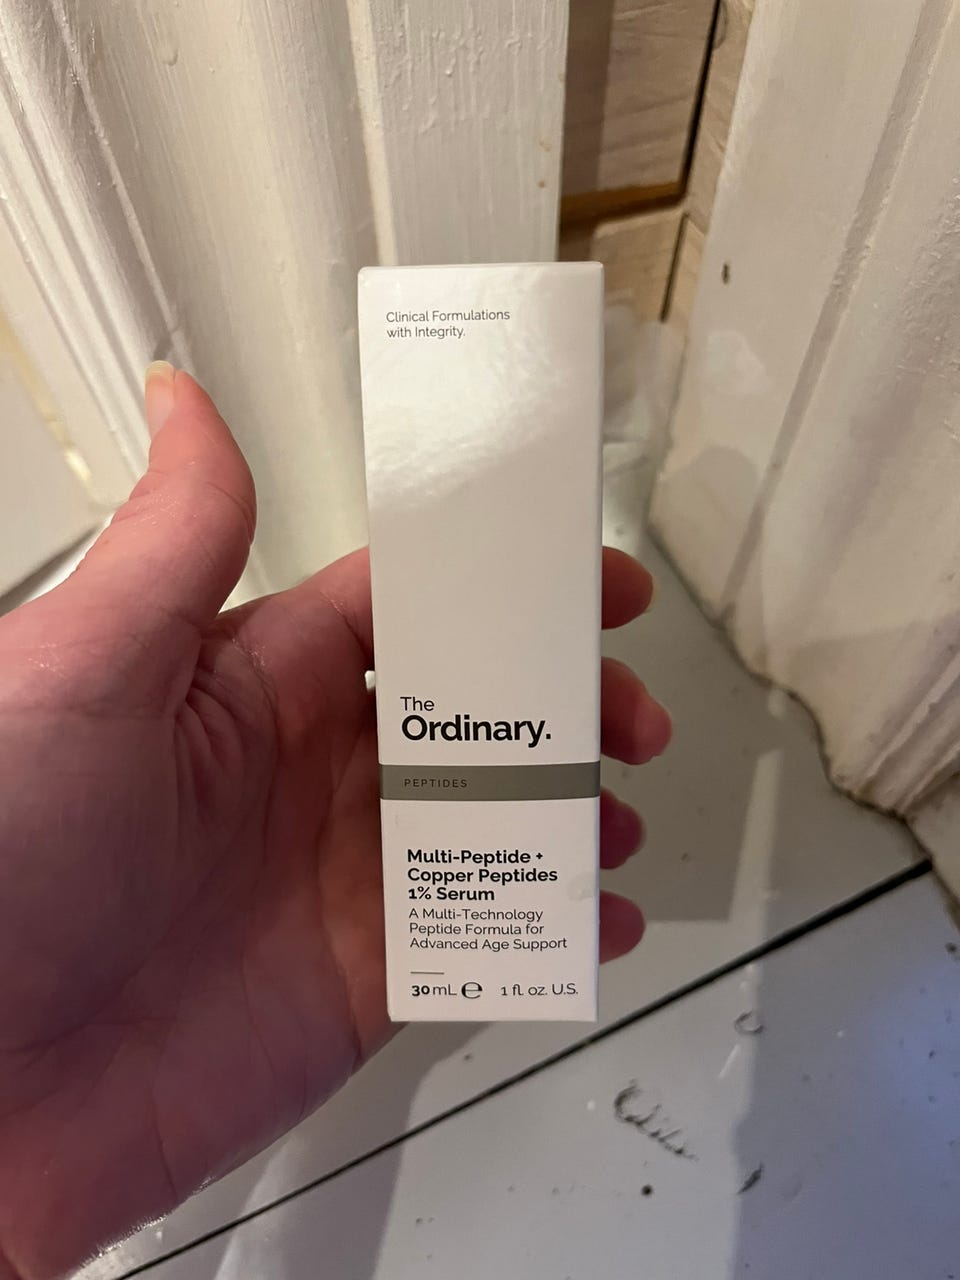 Clinical Formulations
with Integrity.
The
Ordinary.
PEPTIDES
Multi-Peptide +
Copper Peptides
1% Serum
A Multi-Technology
Peptide Formula for
Advanced Age Support
30 mL ℮ 1 fl. oz. U.S.